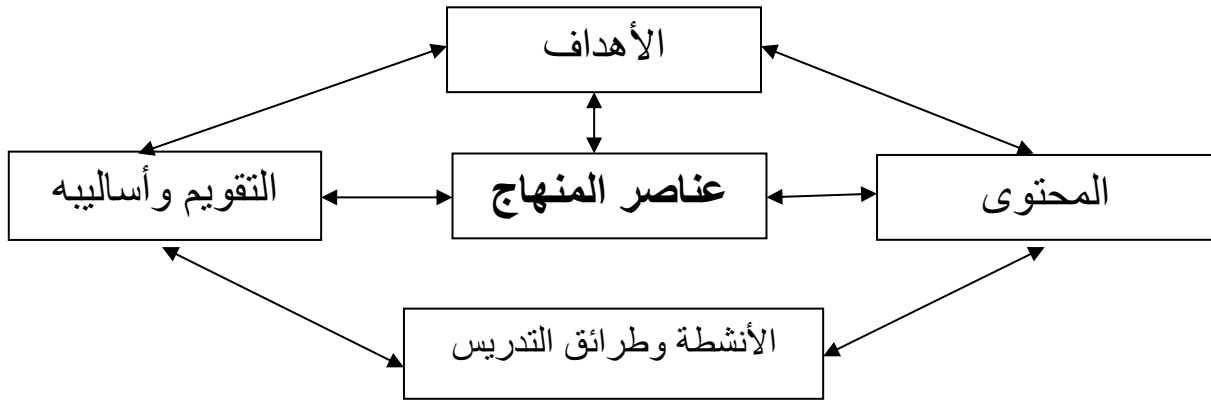 الأهداف
المحتوى
عناصر المنهاج
التقويم وأساليبه
الأنشطة وطرائق التدريس